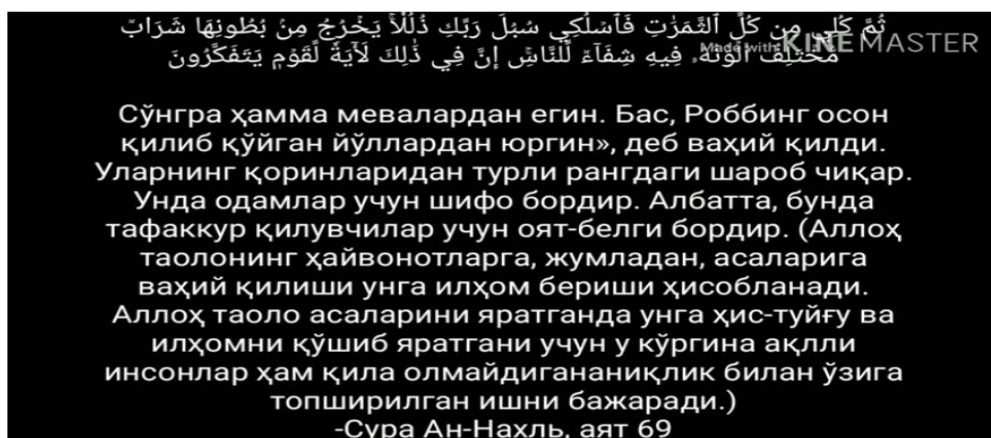 ثُمَّ كُلِي مِن كُلِّ ٱلثَّمَرَٰتِ فَٱسۡلُكِي سُبُلَ رَبِّكِ ذُلُلٗاۚ يَخۡرُجُ مِنۢ بُطُونِهَا شَرَابٞ
مُّخۡتَلِفٌ أَلۡوَٰنُهُۥ فِيهِ شِفَآءٞ لِّلنَّاسِۚ إِنَّ فِي ذَٰلِكَ لَأٓيَةٗ لِّقَوۡمٖ يَتَفَكَّرُونَ
Made with KINEMASTER
Сўнгра ҳамма мевалардан егин. Бас, Роббинг осон
қилиб қўйган йўллардан юргин», деб ваҳий қилди.
Уларнинг қоринларидан турли рангдаги шароб чиқар.
Унда одамлар учун шифо бордир. Албатта, бунда
тафаккур қилувчилар учун оят-белги бордир. (Аллоҳ
таолонинг ҳайвонотларга, жумладан, асаларига
ваҳий қилиши унга илҳом бериши ҳисобланади.
Аллоҳ таоло асаларини яратганда унга ҳис-туйғу ва
илҳомни қўшиб яратгани учун у кўргина ақлли
инсонлар ҳам қила олмайдигананиқлик билан ўзига
топширилган ишни бажаради.)
-Сура Ан-Нахль, аят 69